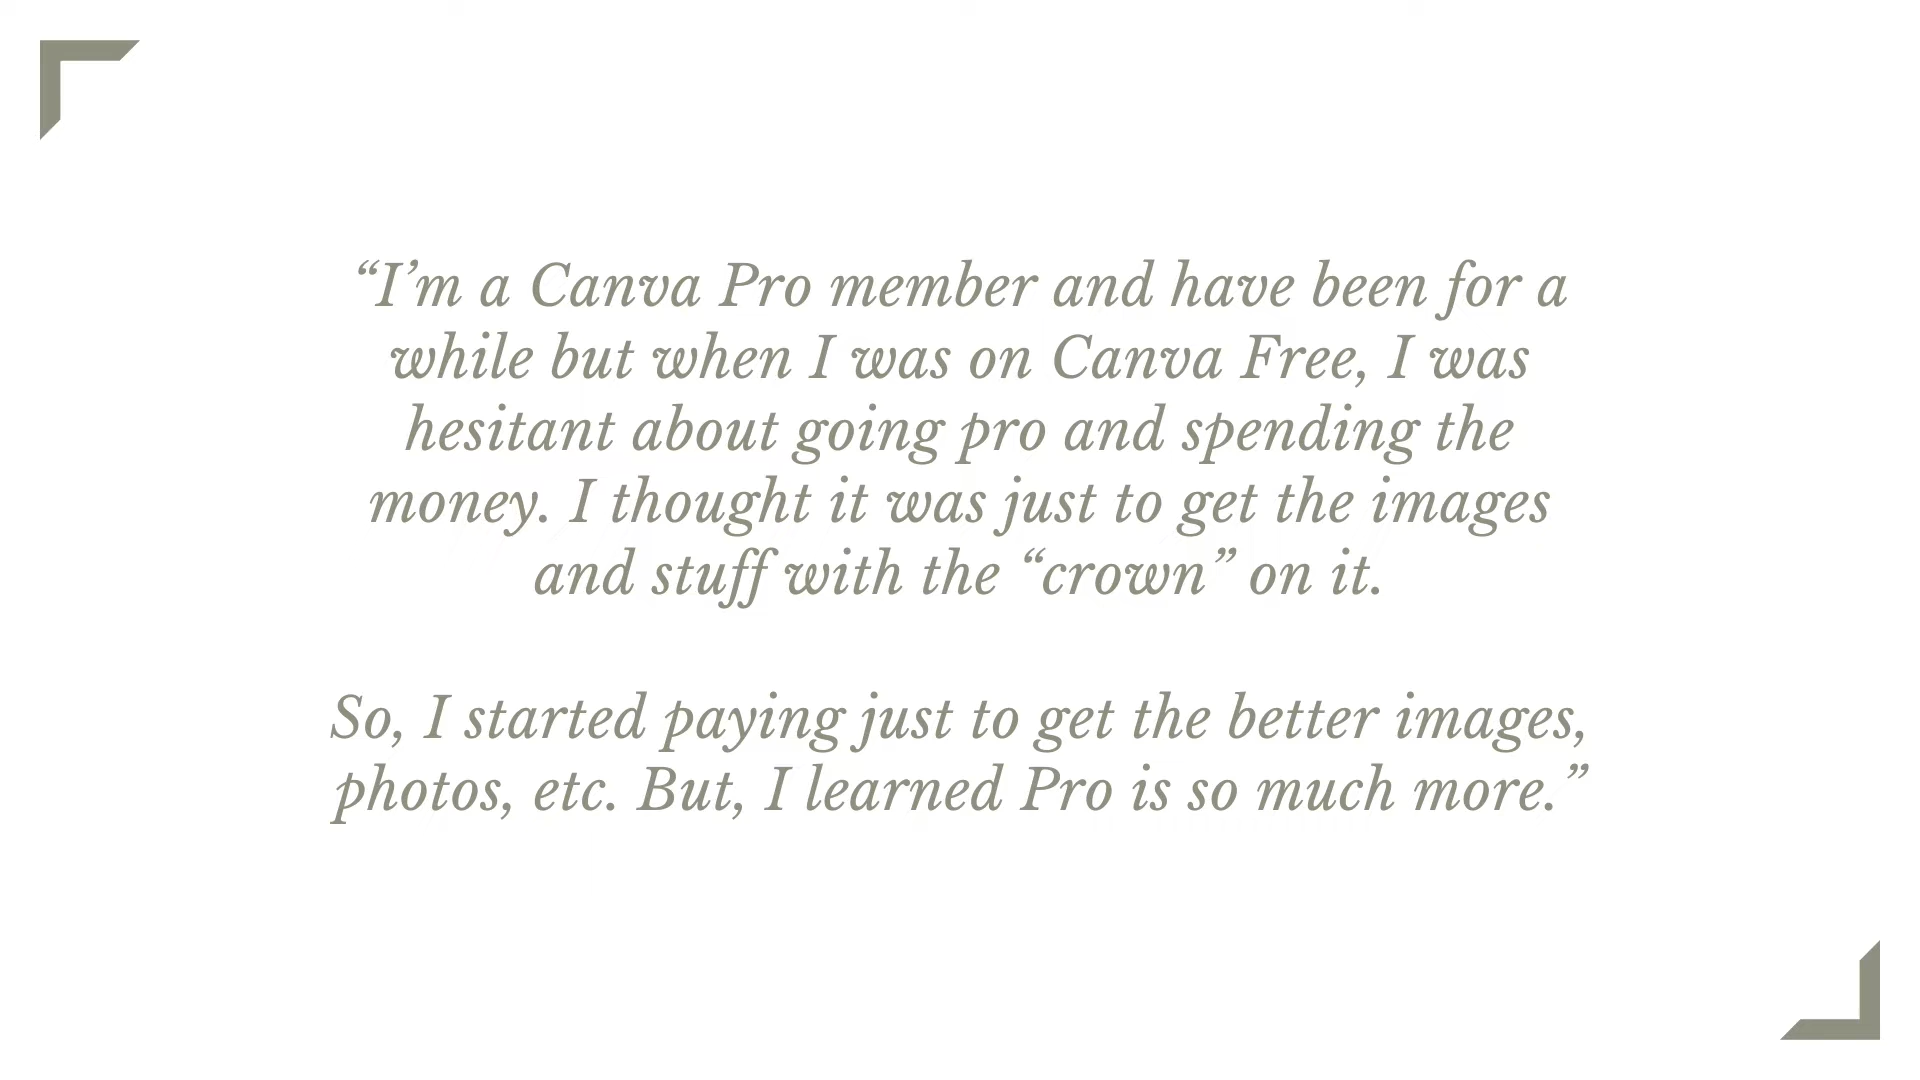 “I’m a Canva Pro member and have been for a
while but when I was on Canva Free, I was
hesitant about going pro and spending the
money. I thought it was just to get the images
and stuff with the “crown” on it.
So, I started paying just to get the better images,
photos, etc. But, I learned Pro is so much more.”